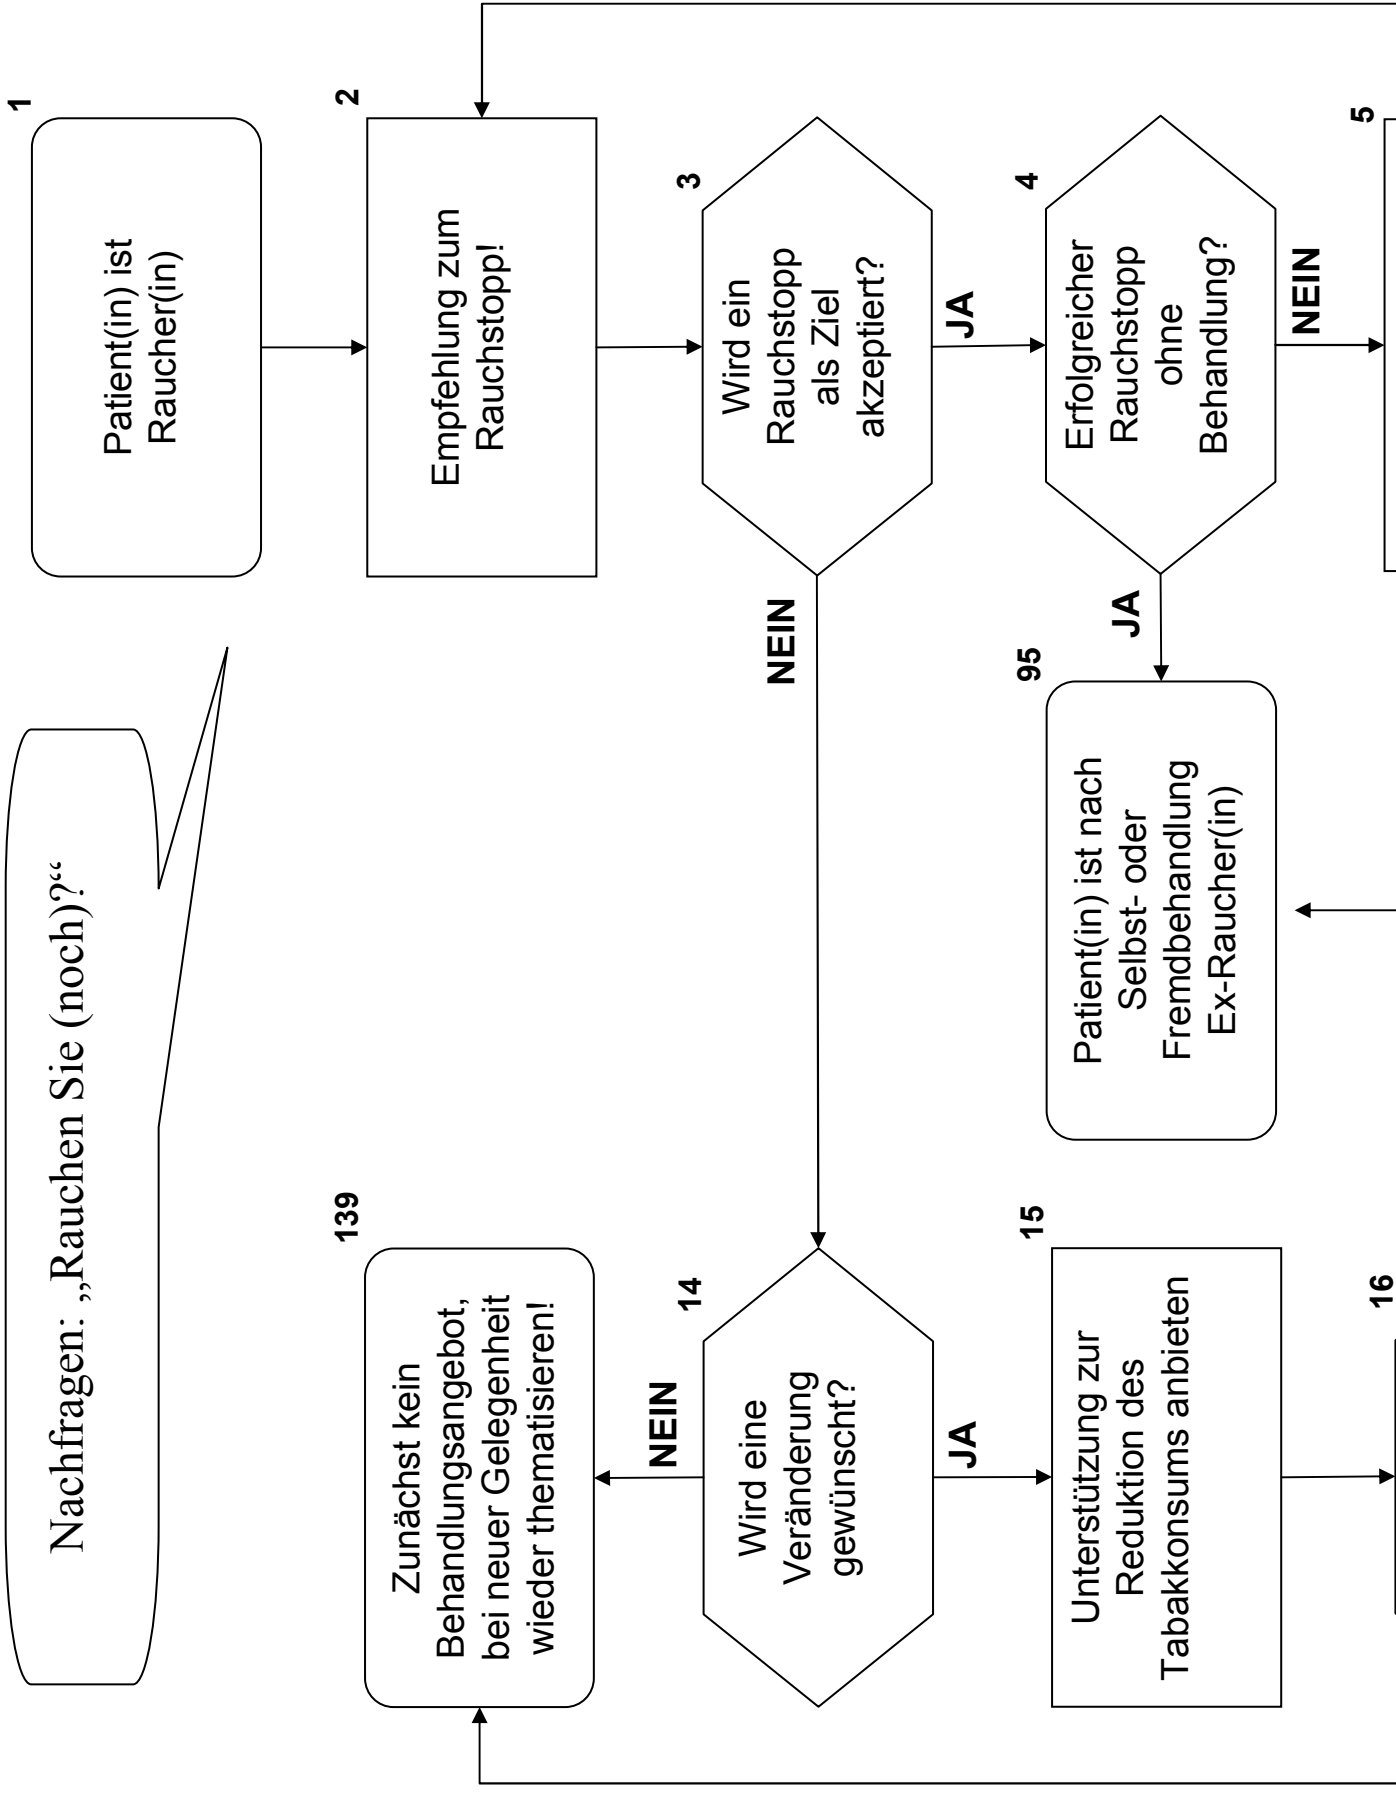 Nachfragen: „Rauchen Sie (noch)?“
1
Patient(in) ist
Raucher(in)
2
Empfehlung zum
Rauchstopp!
3
Wird ein
Rauchstopp
als Ziel
akzeptiert?
NEIN
JA
4
Erfolgreicher
Rauchstopp
ohne
Behandlung?
JA
NEIN
5
95
Patient(in) ist nach
Selbst- oder
Fremdbehandlung
Ex-Raucher(in)
139
Zunächst kein
Behandlungsangebot,
bei neuer Gelegenheit
wieder thematisieren!
14
Wird eine
Veränderung
gewünscht?
NEIN
JA
15
Unterstützung zur
Reduktion des
Tabakkonsums anbieten
16